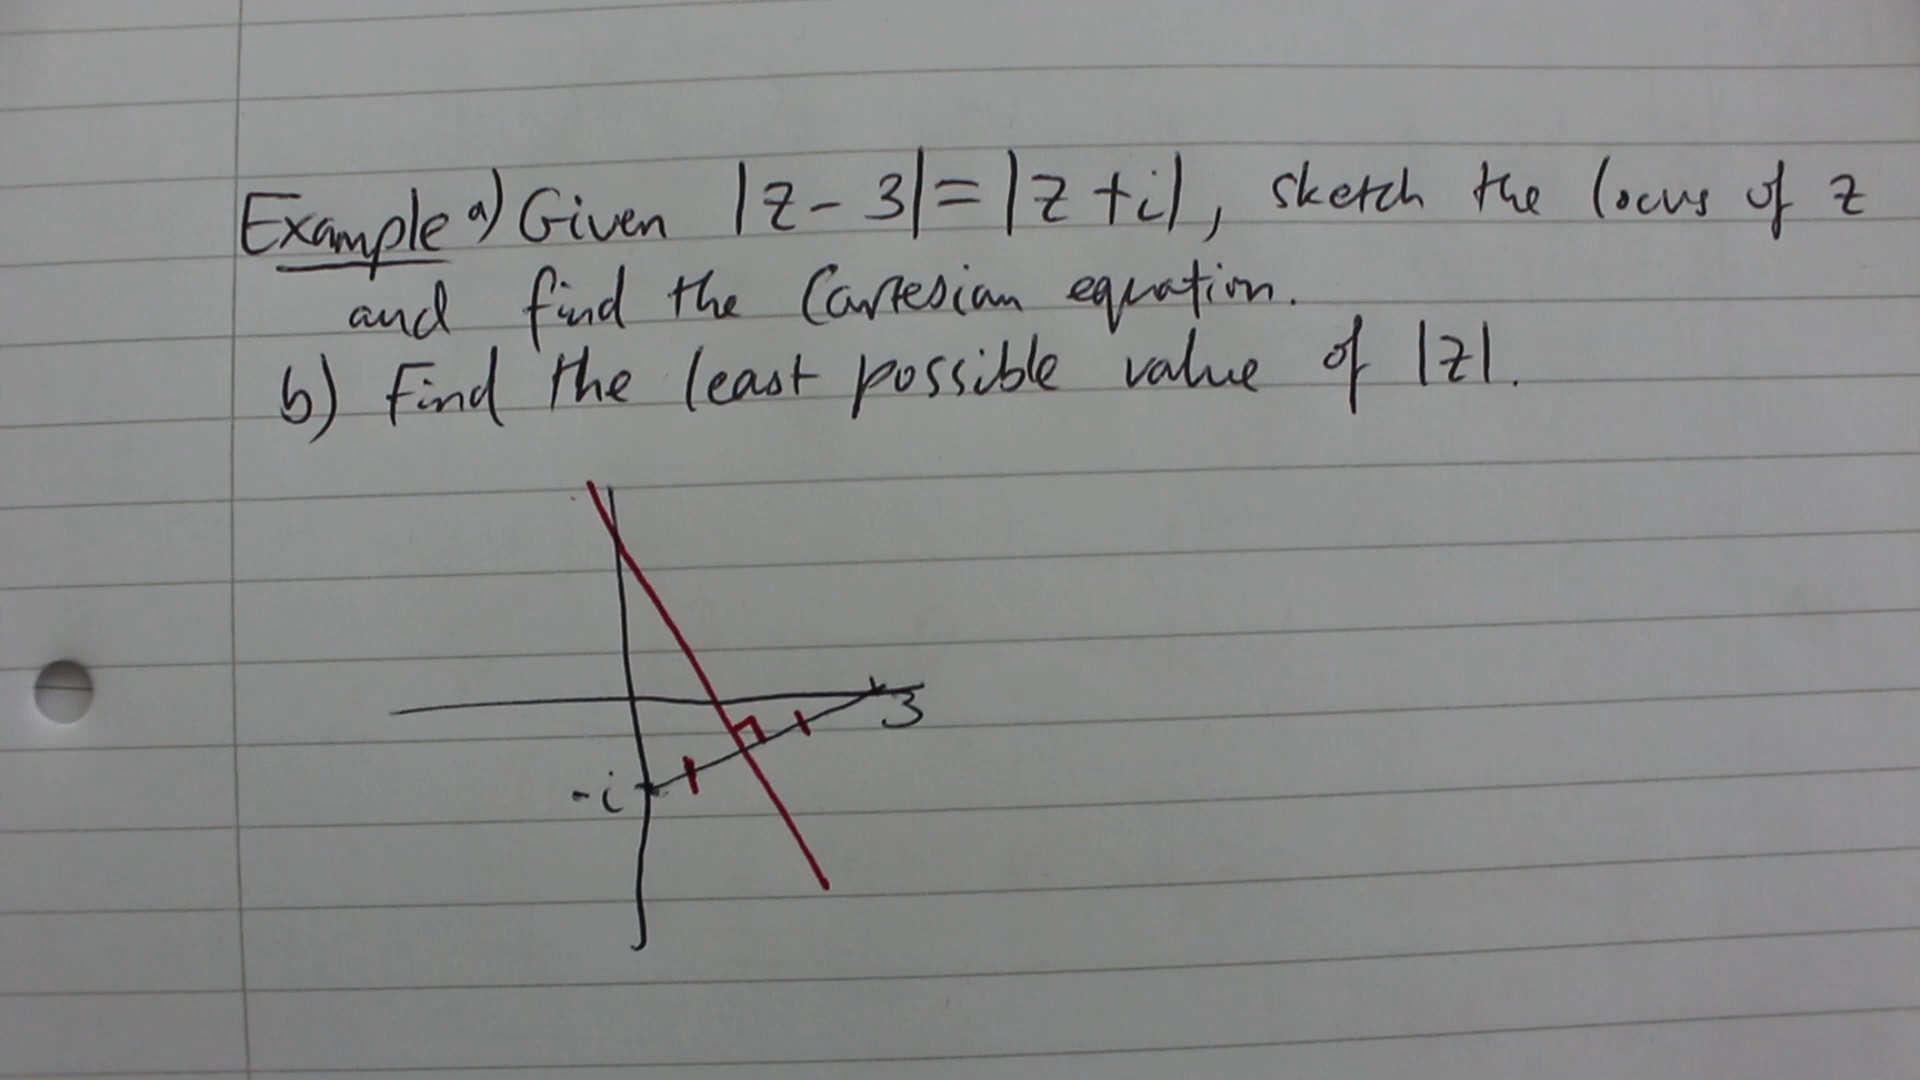 Example a) Given |z - 3| = |z + i|, sketch the locus of z
and find the Cartesian equation.
b) Find the least possible value of |z|.
3
-i